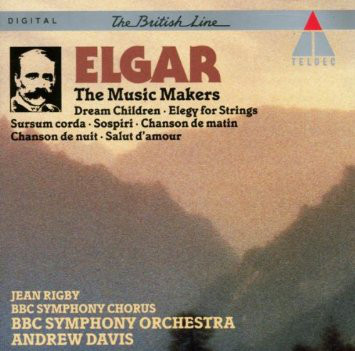 DIGITAL
The British Line
TELDEC
ELGAR
The Music Makers
Dream Children · Elegy for Strings
Sursum corda · Sospiri · Chanson de matin
Chanson de nuit · Salut d'amour
JEAN RIGBY
BBC SYMPHONY CHORUS
BBC SYMPHONY ORCHESTRA
ANDREW DAVIS